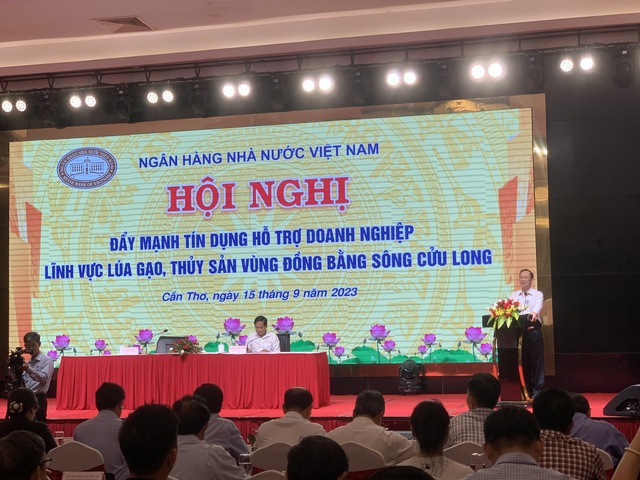 NGÂN HÀNG NHÀ NƯỚC VIỆT NAM
HỘI NGHỊ
ĐẨY MẠNH TÍN DỤNG HỖ TRỢ DOANH NGHIỆP
LĨNH VỰC LÚA GẠO, THỦY SẢN VÙNG ĐỒNG BẰNG SÔNG CỬU LONG
Cần Thơ, ngày 15 tháng 9 năm 2023